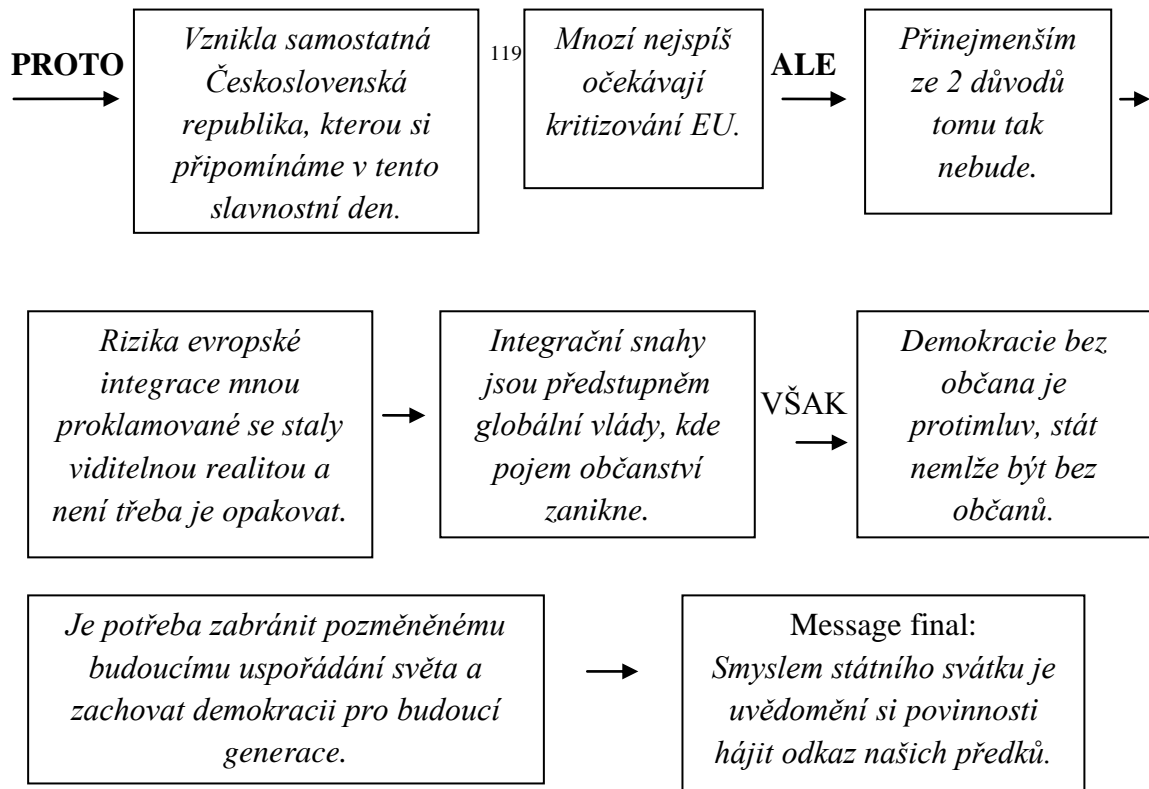 PROTO
Vznikla samostatná
Československá
republika, kterou si
připomínáme v tento
slavnostní den.
119
Mnozí nejspíš
očekávají
kritizování EU.
ALE
Přinejmenším
ze 2 důvodů
tomu tak
nebude.
Rizika evropské
integrace mnou
proklamované se staly
viditelnou realitou a
není třeba je opakovat.
Integrační snahy
jsou předstupněm
globální vlády, kde
pojem občanství
zanikne.
VŠAK
Demokracie bez
občana je
protimluv, stát
nemlže být bez
občanů.
Je potřeba zabránit pozměněnému
budoucímu uspořádání světa a
zachovat demokracii pro budoucí
generace.
Message final:
Smyslem státního svátku je
uvědomění si povinnosti
hájit odkaz našich předků.